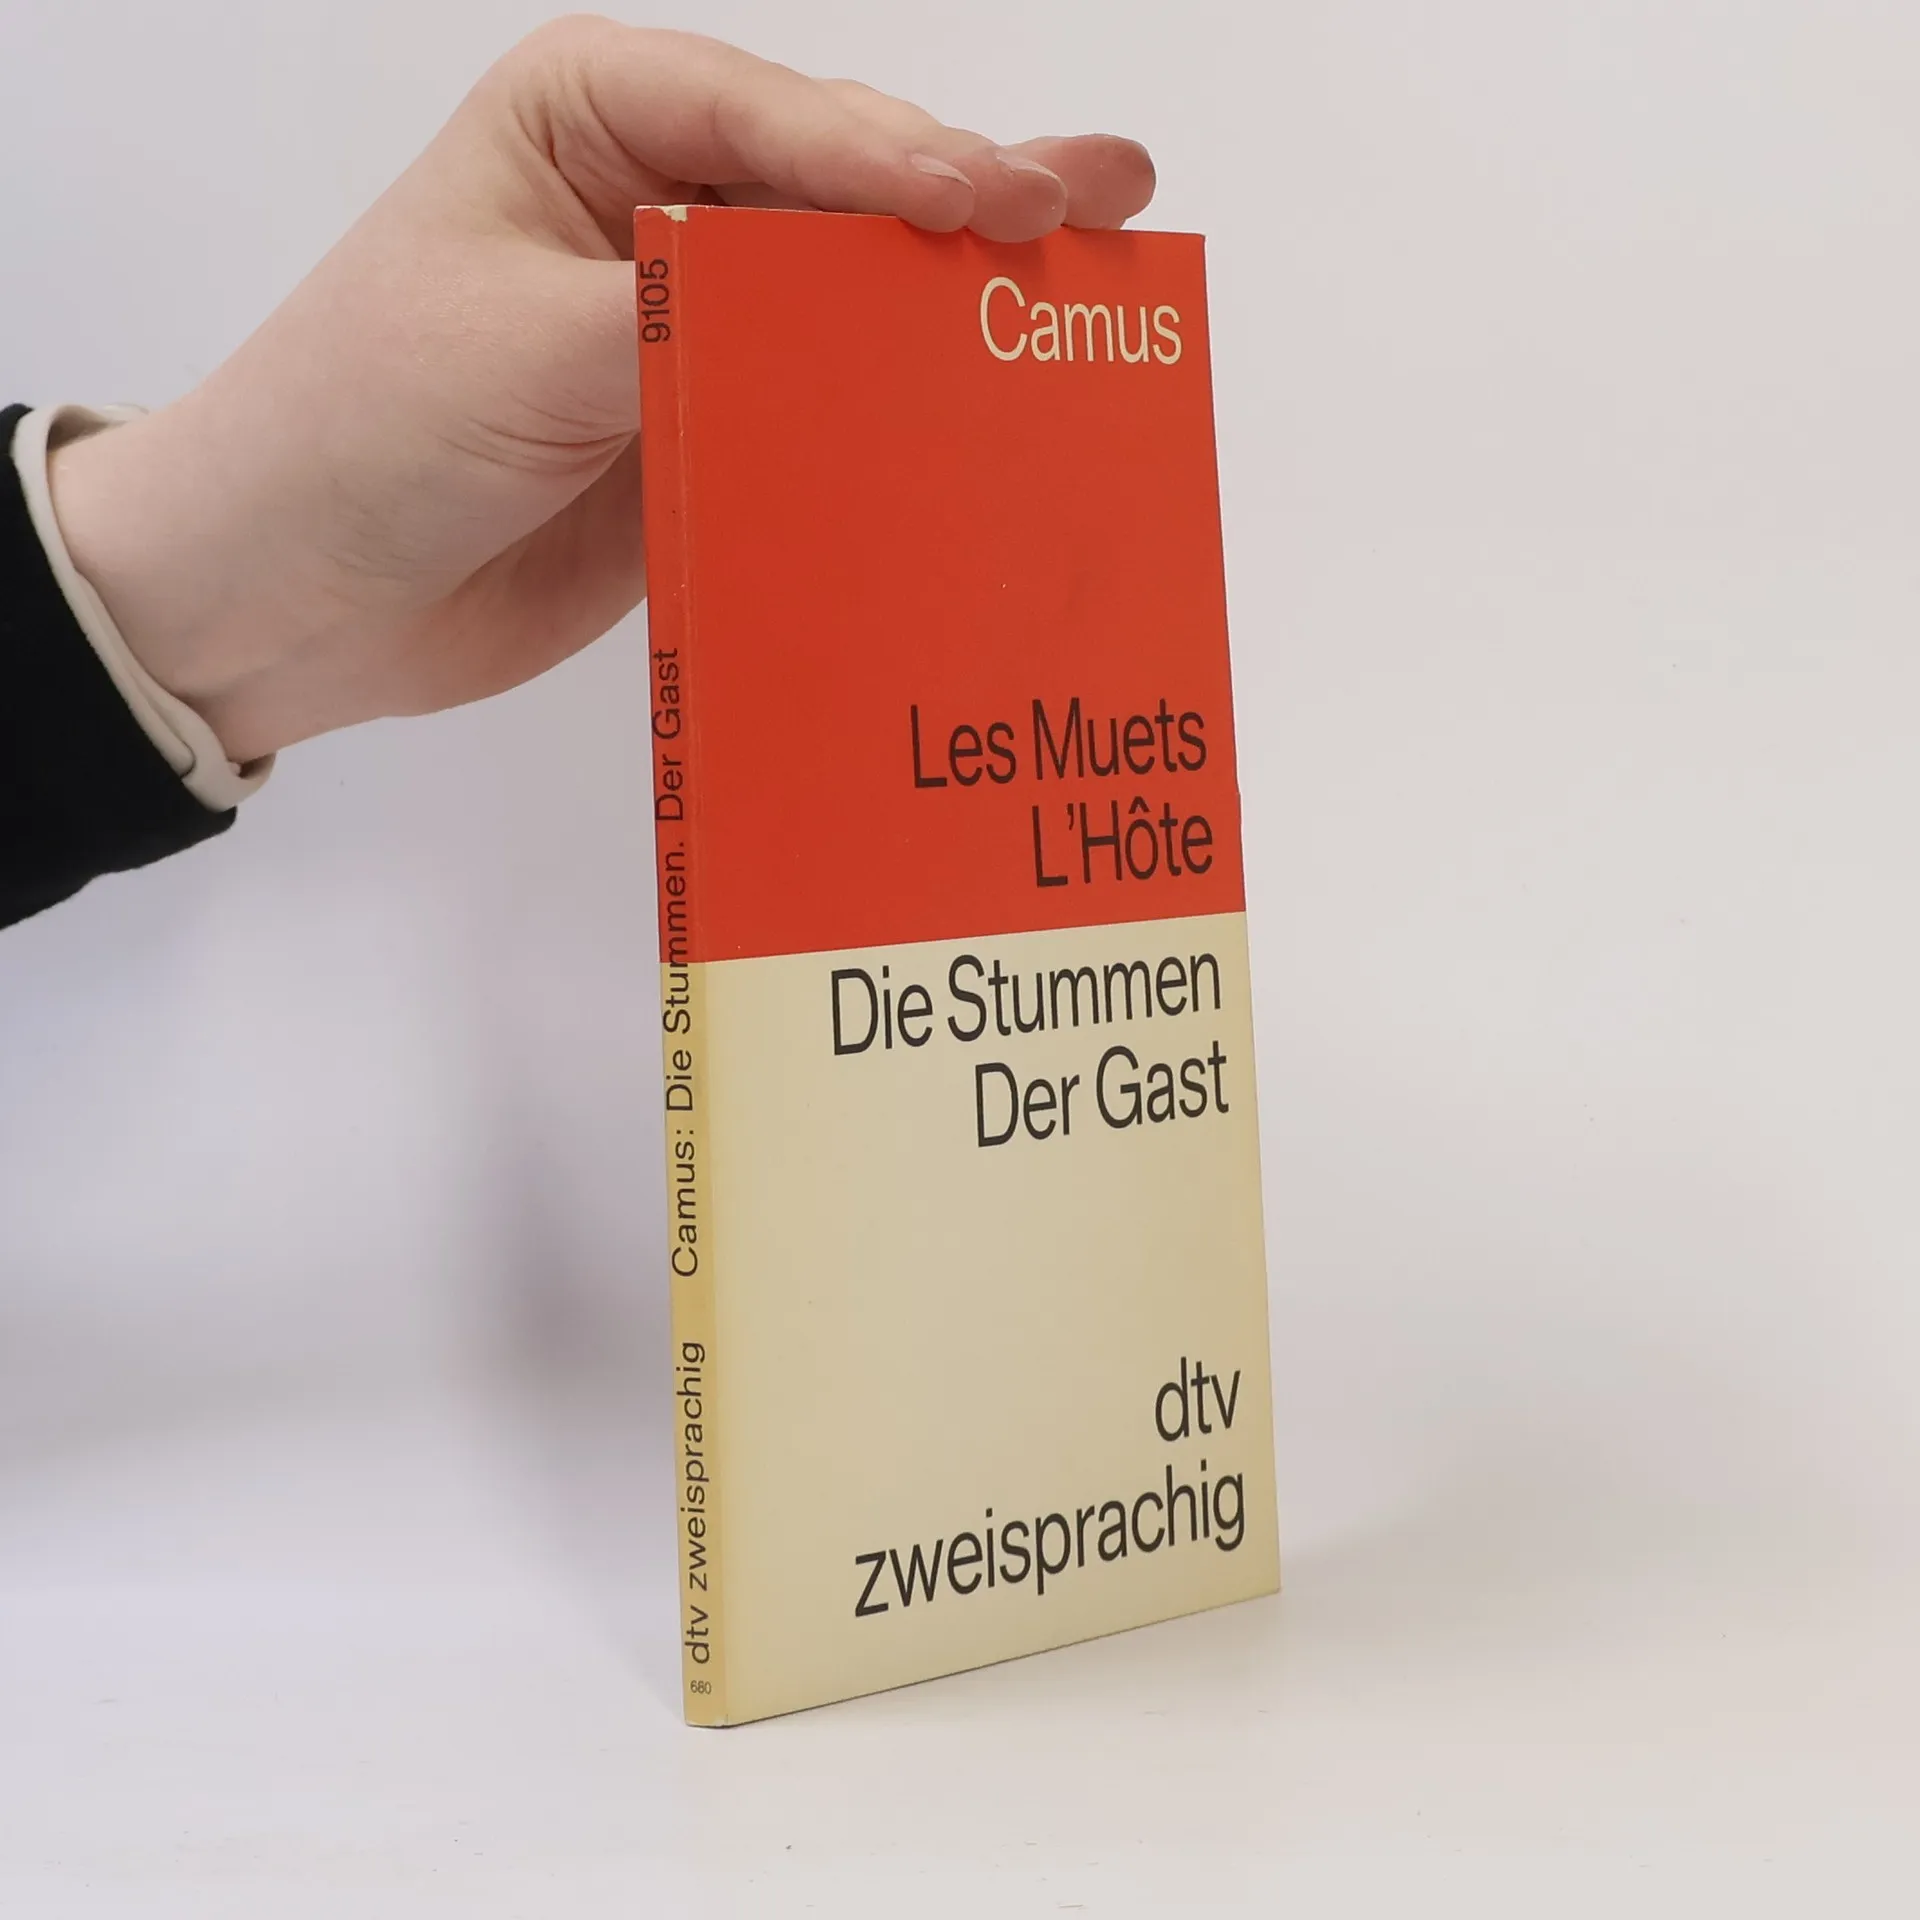 Camus
Les Muets
L'Hôte
Die Stummen
Der Gast
dtv
zweisprachig
680 dtv zweisprachig Camus: Die Stummen. Der Gast 9105